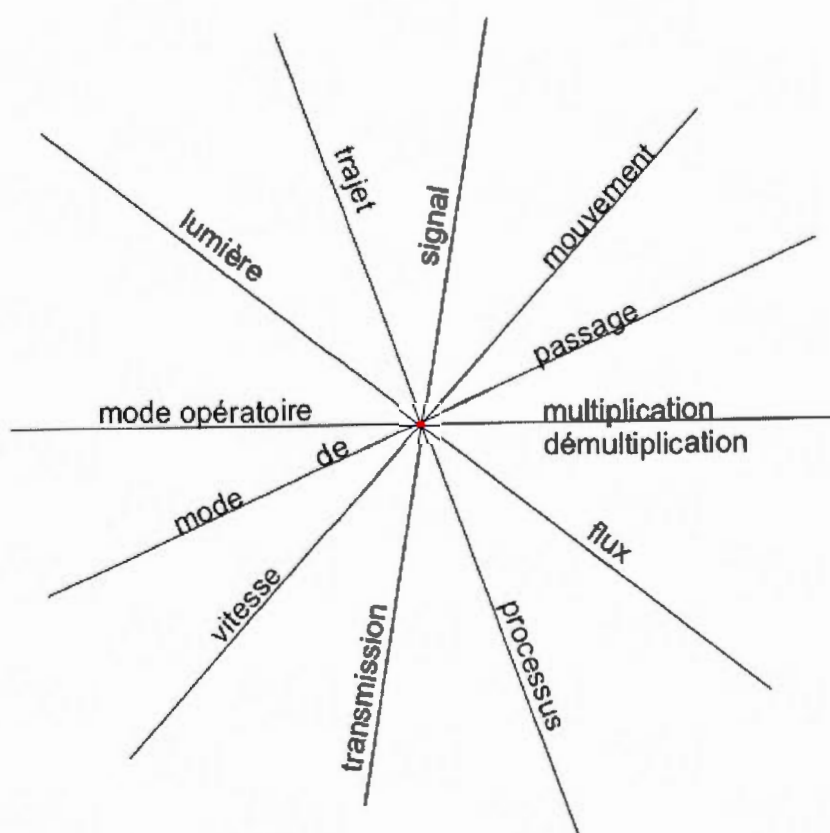 trajet
signal
mouvement
lumière
passage
mode opératoire
multiplication
démultiplication
mode de
flux
vitesse
processus
transmission